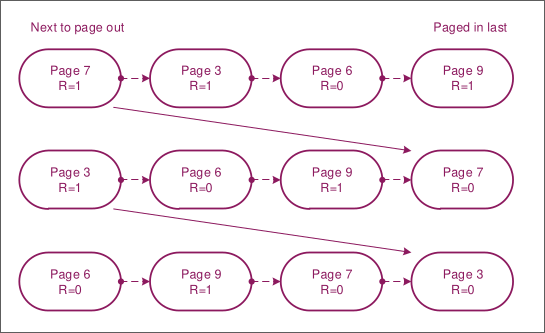 Next to page out
Paged in last
Page 7
R=1
Page 3
R=1
Page 6
R=0
Page 9
R=1
Page 3
R=1
Page 6
R=0
Page 9
R=1
Page 7
R=0
Page 6
R=0
Page 9
R=1
Page 7
R=0
Page 3
R=0